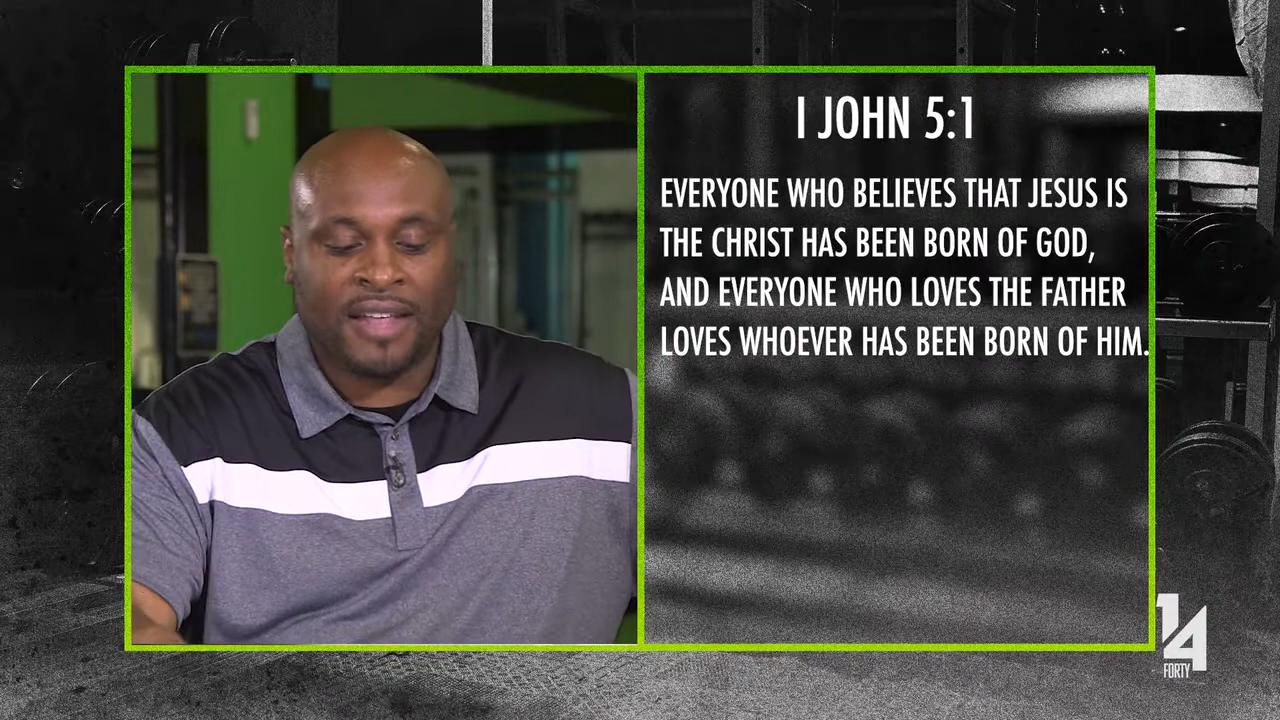 I JOHN 5:1
EVERYONE WHO BELIEVES THAT JESUS IS
THE CHRIST HAS BEEN BORN OF GOD,
AND EVERYONE WHO LOVES THE FATHER
LOVES WHOEVER HAS BEEN BORN OF HIM.
14
FORTY